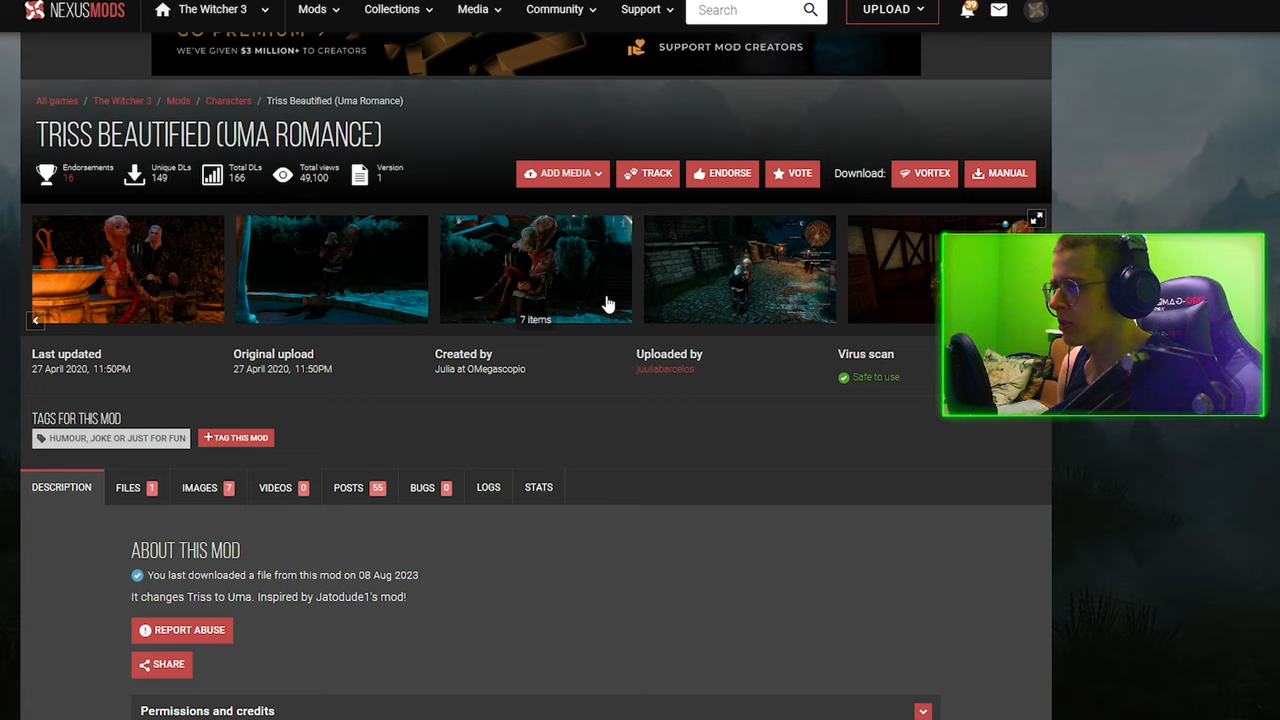 NEXUSMODS
The Witcher 3
Mods
Collections
Media
Community
Support
Search
UPLOAD
39
WE'VE GIVEN $3 MILLION+ TO CREATORS
SUPPORT MOD CREATORS
All games / The Witcher 3 / Mods / Characters / Triss Beautified (Uma Romance)
TRISS BEAUTIFIED (UMA ROMANCE)
Endorsements
16
Unique DLs
149
Total DLs
166
Total views
49,100
Version
1
ADD MEDIA
TRACK
ENDORSE
VOTE
Download:
VORTEX
MANUAL
7 items
Last updated
27 April 2020, 11:50PM
Original upload
27 April 2020, 11:50PM
Created by
Julia at OMegascopio
Uploaded by
juuliabarcelos
Virus scan
Safe to use
TAGS FOR THIS MOD
HUMOUR, JOKE OR JUST FOR FUN
+ TAG THIS MOD
DESCRIPTION
FILES 1
IMAGES 7
VIDEOS 0
POSTS 55
BUGS 0
LOGS
STATS
ABOUT THIS MOD
You last downloaded a file from this mod on 08 Aug 2023
It changes Triss to Uma. Inspired by Jatodude1's mod!
REPORT ABUSE
SHARE
Permissions and credits